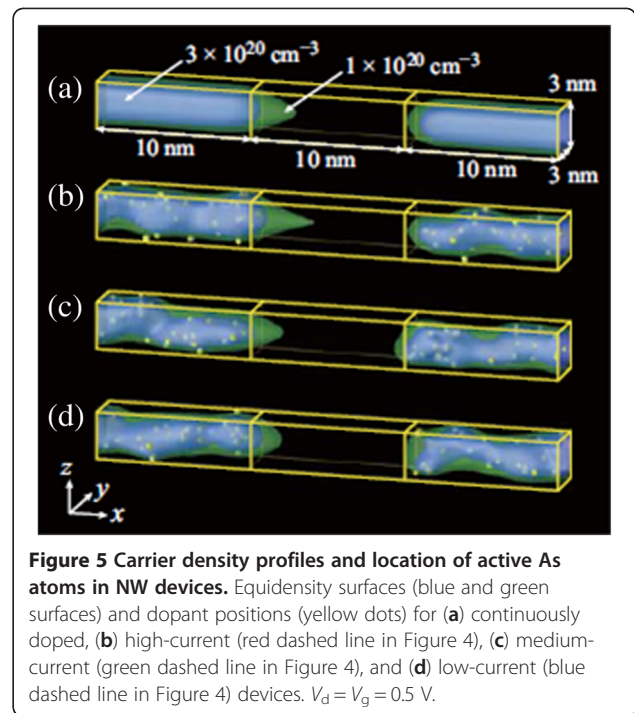 3 × 10²⁰ cm⁻³
1 × 10²⁰ cm⁻³
(a)
3 nm
10 nm
10 nm
10 nm
3 nm
(b)
(c)
(d)
z
y
x
Figure 5 Carrier density profiles and location of active As
atoms in NW devices. Equidensity surfaces (blue and green
surfaces) and dopant positions (yellow dots) for (a) continuously
doped, (b) high-current (red dashed line in Figure 4), (c) medium-
current (green dashed line in Figure 4), and (d) low-current (blue
dashed line in Figure 4) devices. V_d = V_g = 0.5 V.